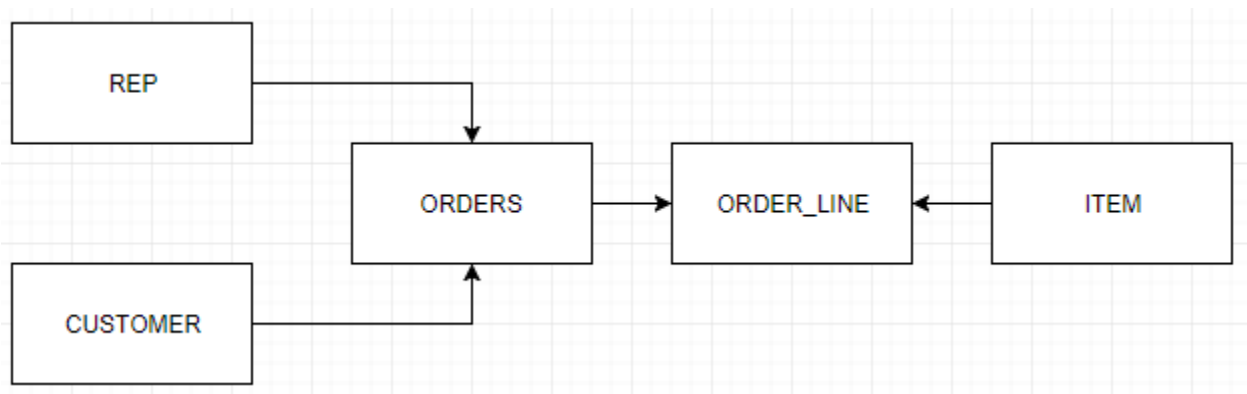 REP
ORDERS
ORDER_LINE
ITEM
CUSTOMER